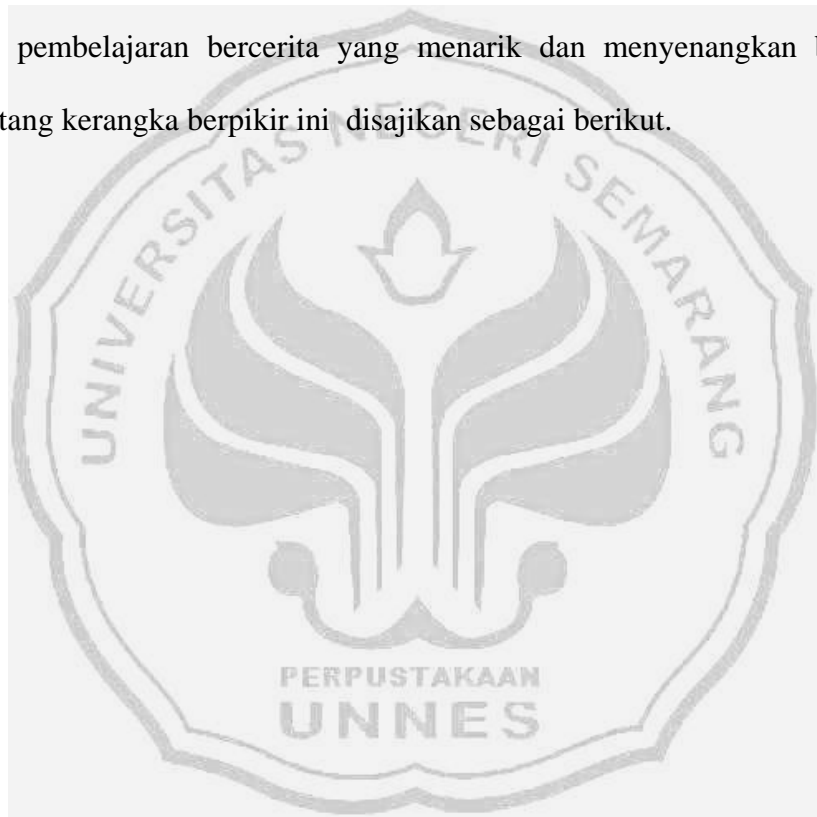 pembelajaran bercerita yang menarik dan menyenangkan
tang kerangka berpikir ini disajikan sebagai berikut.
UNIVERSITAS NEGERI SEMARANG
PERPUSTAKAAN
UNNES